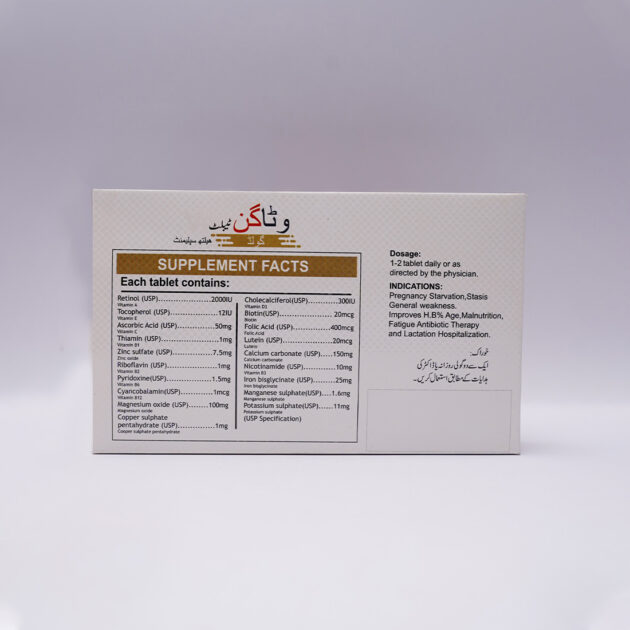 وٹاگن ٹیبلٹ
گولڈ ہیلتھ سپلیمنٹ
SUPPLEMENT FACTS
Each tablet contains:
Retinol (USP)......................2000IU
Vitamin A
Tocopherol (USP)...................12IU
Vitamin E
Ascorbic Acid (USP)................50mg
Vitamin C
Thiamin (USP)......................1mg
Vitamin B1
Zinc sulfate (USP).................7.5mg
Zinc oxide
Riboflavin (USP)...................1mg
Vitamin B2
Pyridoxine(USP)....................1.5mg
Vitamin B6
Cyancobalamin(USP).................1mcg
Vitamin B12
Magnesium oxide (USP)..............100mg
Magnesium oxide
Copper sulphate
pentahydrate (USP).................1mg
Cooper sulphate pentahydrate
Cholecalciferol(USP)...............300IU
Vitamin D3
Biotin(USP)........................20mcg
Biotin
Folic Acid (USP)...................400mcg
Folic Acid
Lutein (USP).......................20mcg
Lutein
Calcium carbonate (USP)............150mg
Calcium carbonate
Nicotinamide (USP).................10mg
Vitamin B3
Iron bisglycinate (USP)............25mg
Iron bisglycinate
Manganese sulphate(USP)............1.6mg
Manganese sulphate
Potassium sulphate(USP)............11mg
Potassium sulphate
(USP Specification)
Dosage:
1-2 tablet daily or as
directed by the physician.
INDICATIONS:
Pregnancy Starvation,Stasis
General weakness.
Improves H.B% Age,Malnutrition,
Fatigue Antibiotic Therapy
and Lactation Hospitalization.
خوراک:
ایک سے دو گولی روزانہ یا ڈاکٹر کی
ہدایات کے مطابق استعمال کریں۔